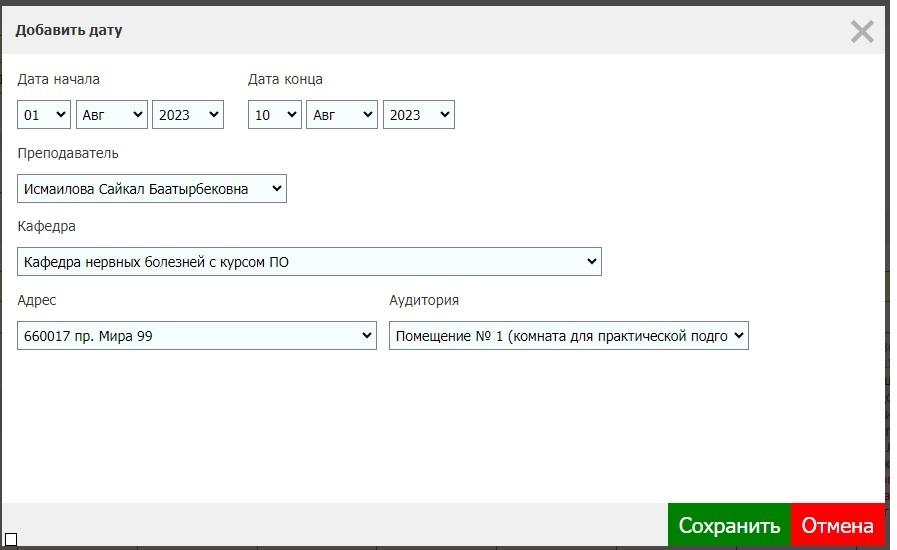 Добавить дату
Дата начала Дата конца
01 Авг 2023 10 Авг 2023
Преподаватель
Исмаилова Сайкал Баатырбековна
Кафедра
Кафедра нервных болезней с курсом ПО
Адрес Аудитория
660017 пр. Мира 99 Помещение № 1 (комната для практической подго
Сохранить Отмена